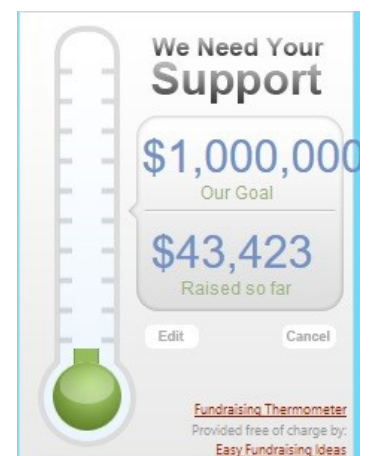 We Need Your
Support
$1,000,000
Our Goal
$43,423
Raised so far
Edit
Cancel
Fundraising Thermometer
Provided free of charge by:
Easy Fundraising Ideas